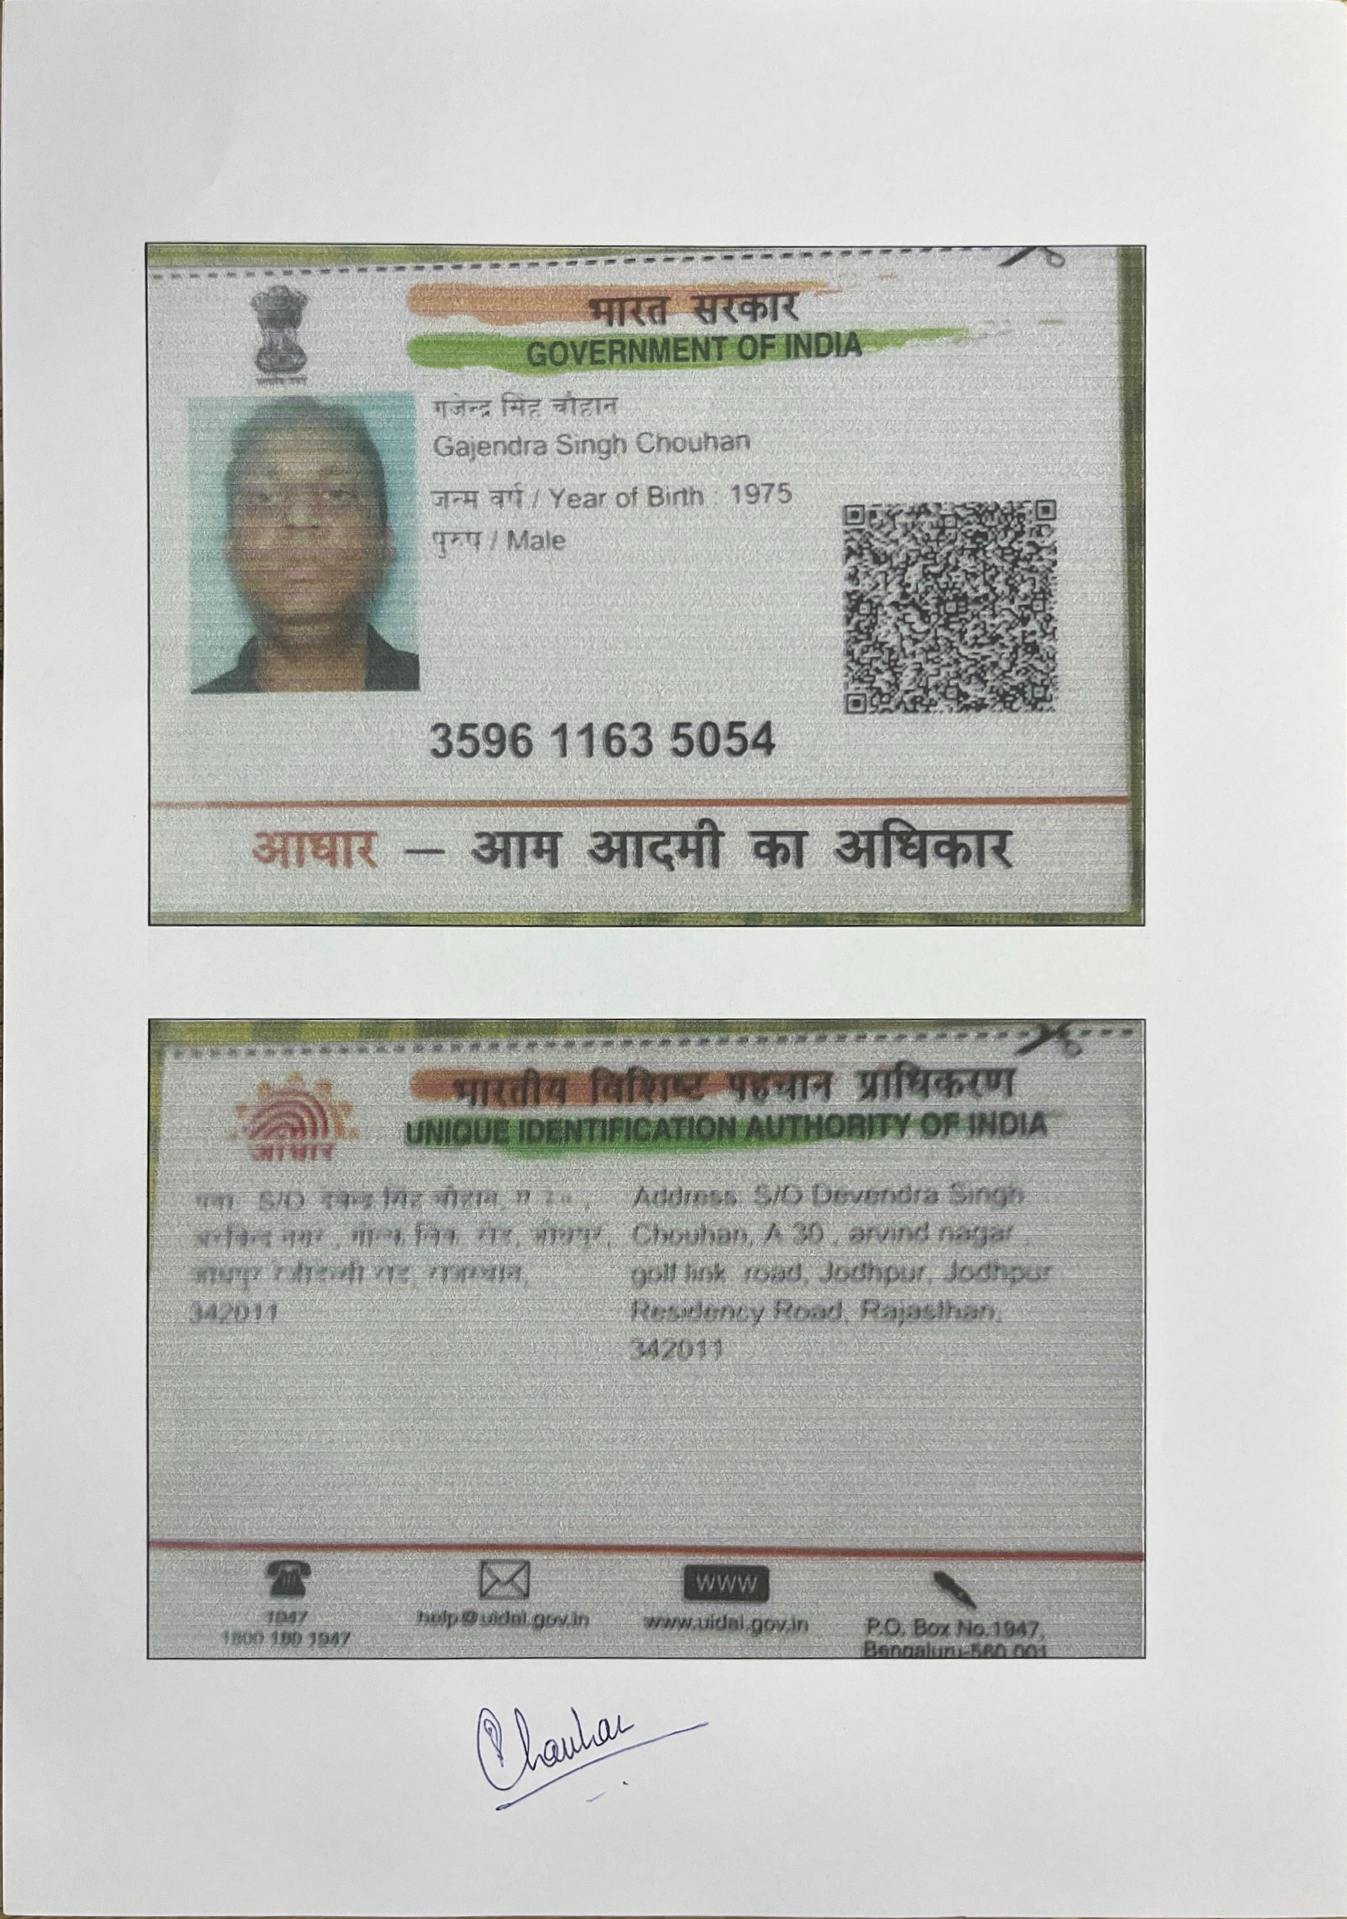 भारत सरकार
GOVERNMENT OF INDIA
गजेन्द्र सिंह चौहान
Gajendra Singh Chouhan
जन्म वर्ष / Year of Birth : 1975
पुरुष / Male
3596 1163 5054
आधार – आम आदमी का अधिकार
भारतीय विशिष्ट पहचान प्राधिकरण
UNIQUE IDENTIFICATION AUTHORITY OF INDIA
आधार
S/O सिंह चौहान,
नगर, रोड, जोधपुर,
राजस्थान,
342011
Address: S/O Devendra Singh
Chouhan, A 30, arvind nagar,
golf link road, Jodhpur, Jodhpur
Residency Road, Rajasthan,
342011
1947
1800 180 1947
help@uidai.gov.in
www
www.uidai.gov.in
P.O. Box No.1947,
Bengaluru-560 001
Chauhan